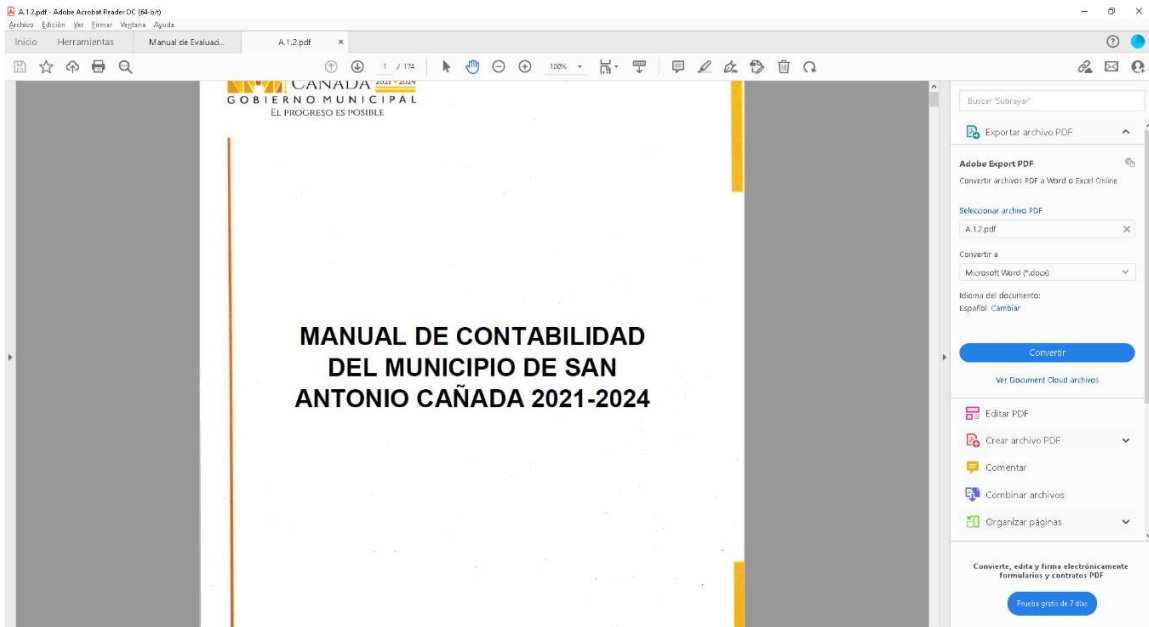 A.1.2.pdf - Adobe Acrobat Reader DC (64-bit)
Archivo Edición Ver Firmar Ventana Ayuda
Inicio Herramientas Manual de Evaluaci... A.1.2.pdf ×
1 / 174 100%
CAÑADA 2021 - 2024
GOBIERNO MUNICIPAL
EL PROGRESO ES POSIBLE
MANUAL DE CONTABILIDAD
DEL MUNICIPIO DE SAN
ANTONIO CAÑADA 2021-2024
Buscar 'Subrayar'
Exportar archivo PDF
Adobe Export PDF
Convertir archivos PDF a Word o Excel Online
Seleccionar archivo PDF
A.1.2.pdf
Convertir a
Microsoft Word (*.docx)
Idioma del documento:
Español Cambiar
Convertir
Ver Document Cloud archivos
Editar PDF
Crear archivo PDF
Comentar
Combinar archivos
Organizar páginas
Convierte, edita y firma electrónicamente
formularios y contratos PDF
Prueba gratis de 7 días